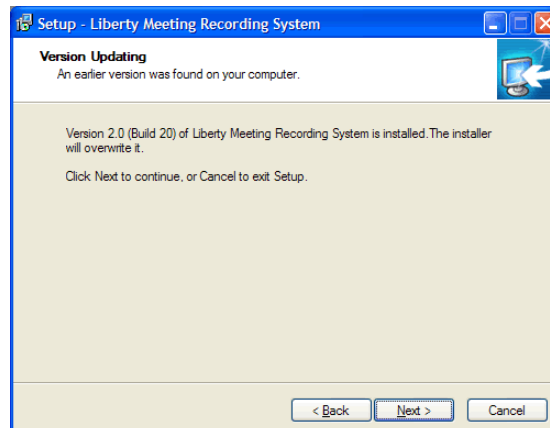 Setup - Liberty Meeting Recording System
Version Updating
An earlier version was found on your computer.
Version 2.0 (Build 20) of Liberty Meeting Recording System is installed.The installer
will overwrite it.
Click Next to continue, or Cancel to exit Setup.
< Back Next > Cancel